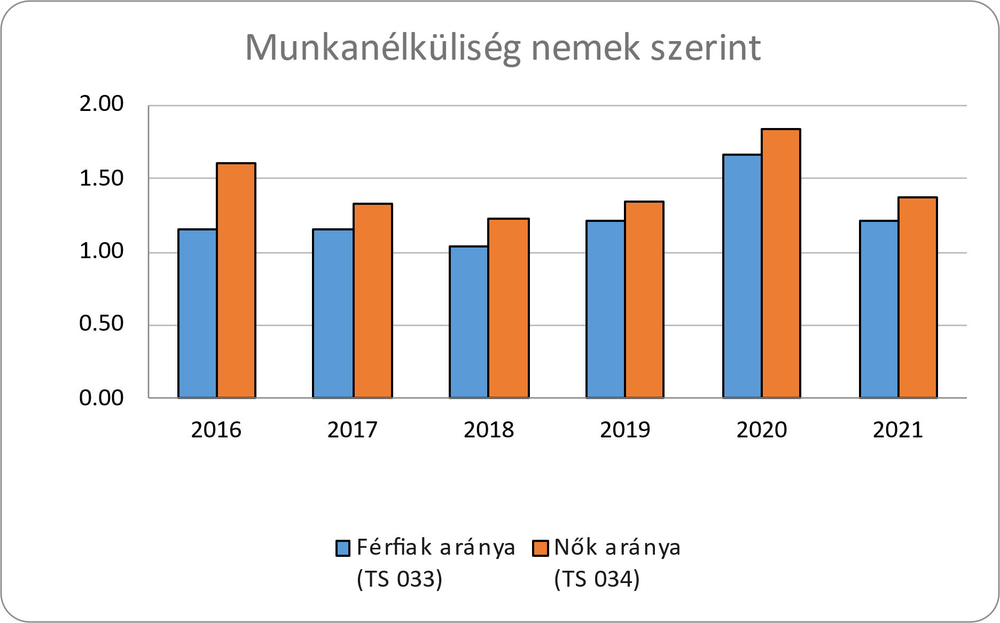 Munkanélküliség nemek szerint
2.00
1.50
1.00
0.50
0.00
2016 2017 2018 2019 2020 2021
Férfiak aránya Nők aránya
(TS 033) (TS 034)